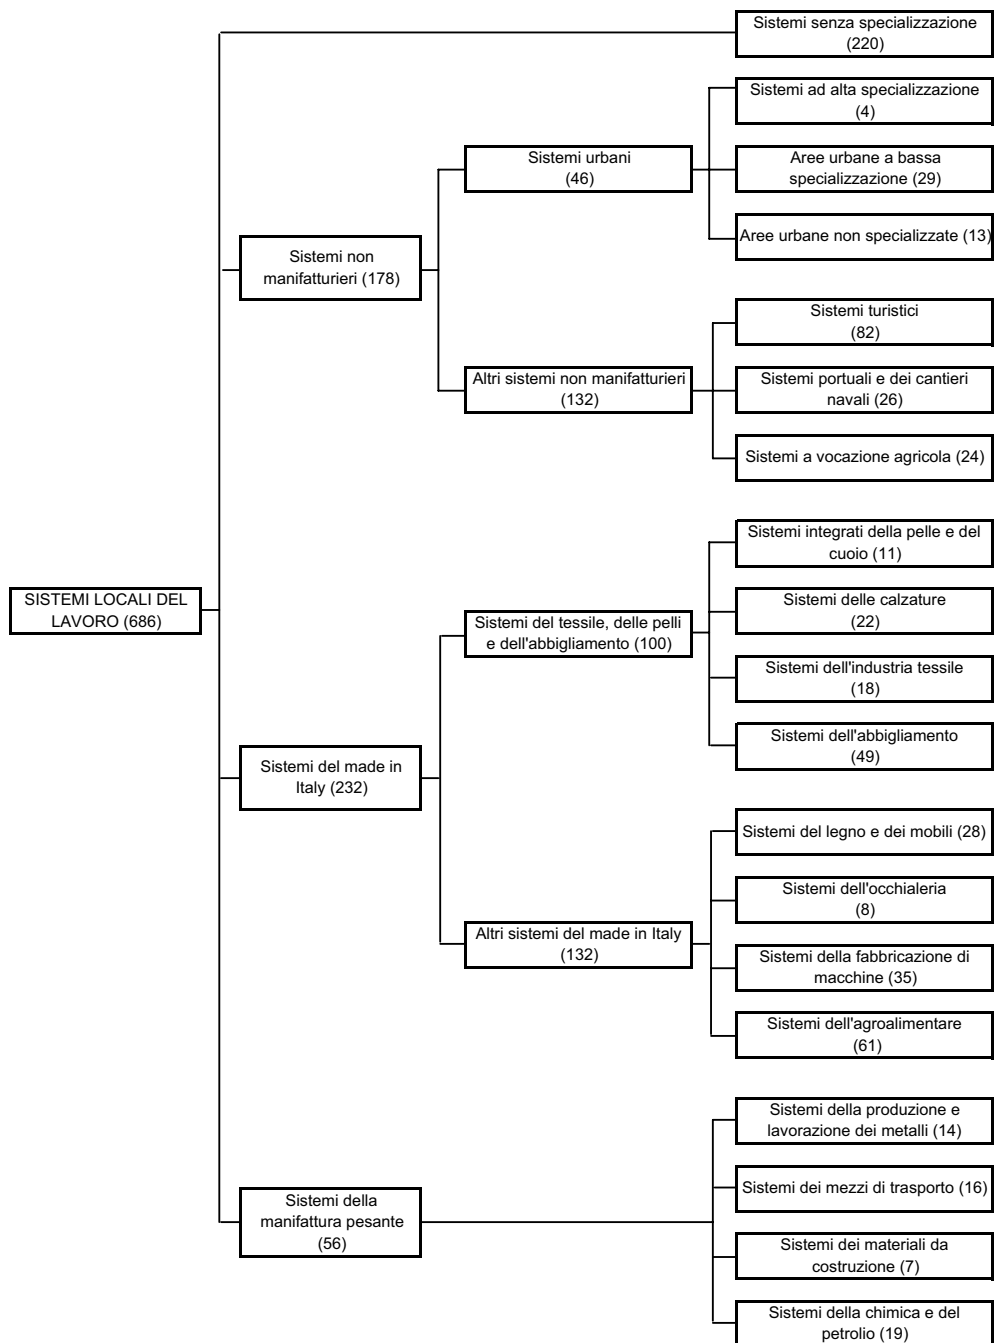 Sistemi senza specializzazione
(220)
Sistemi ad alta specializzazione
(4)
Sistemi urbani
(46)
Aree urbane a bassa
specializzazione (29)
Aree urbane non specializzate (13)
Sistemi non
manifatturieri (178)
Sistemi turistici
(82)
Altri sistemi non manifatturieri
(132)
Sistemi portuali e dei cantieri
navali (26)
Sistemi a vocazione agricola (24)
Sistemi integrati della pelle e del
cuoio (11)
SISTEMI LOCALI DEL
LAVORO (686)
Sistemi del tessile, delle pelli
e dell'abbigliamento (100)
Sistemi delle calzature
(22)
Sistemi dell'industria tessile
(18)
Sistemi dell'abbigliamento
(49)
Sistemi del made in
Italy (232)
Sistemi del legno e dei mobili (28)
Sistemi dell'occhialeria
(8)
Altri sistemi del made in Italy
(132)
Sistemi della fabbricazione di
macchine (35)
Sistemi dell'agroalimentare
(61)
Sistemi della produzione e
lavorazione dei metalli (14)
Sistemi dei mezzi di trasporto (16)
Sistemi della
manifattura pesante
(56)
Sistemi dei materiali da
costruzione (7)
Sistemi della chimica e del
petrolio (19)